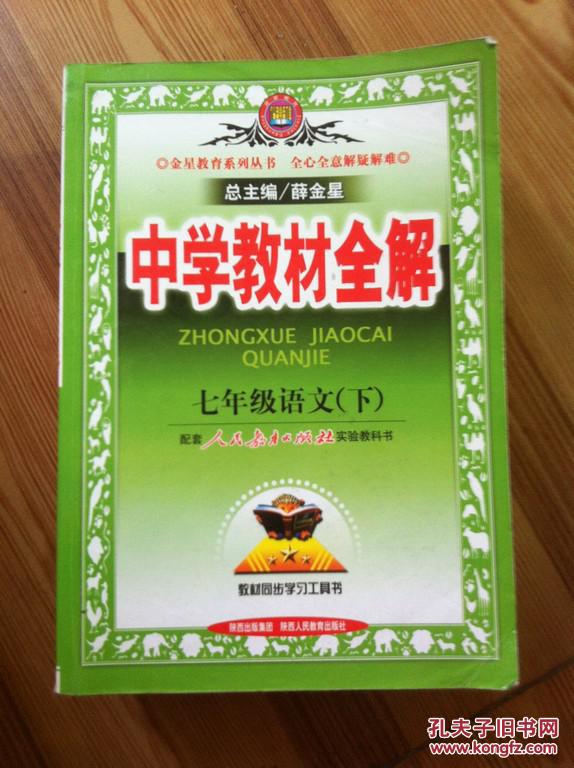 ◎金星教育系列丛书 全心全意解疑解难◎
总主编/薛金星
中学教材全解
ZHONGXUE JIAOCAI
QUANJIE
七年级语文(下)
配套人民教育出版社实验教科书
教材同步学习工具书
陕西出版集团 陕西人民教育出版社
孔夫子旧书网
www.kongfz.com